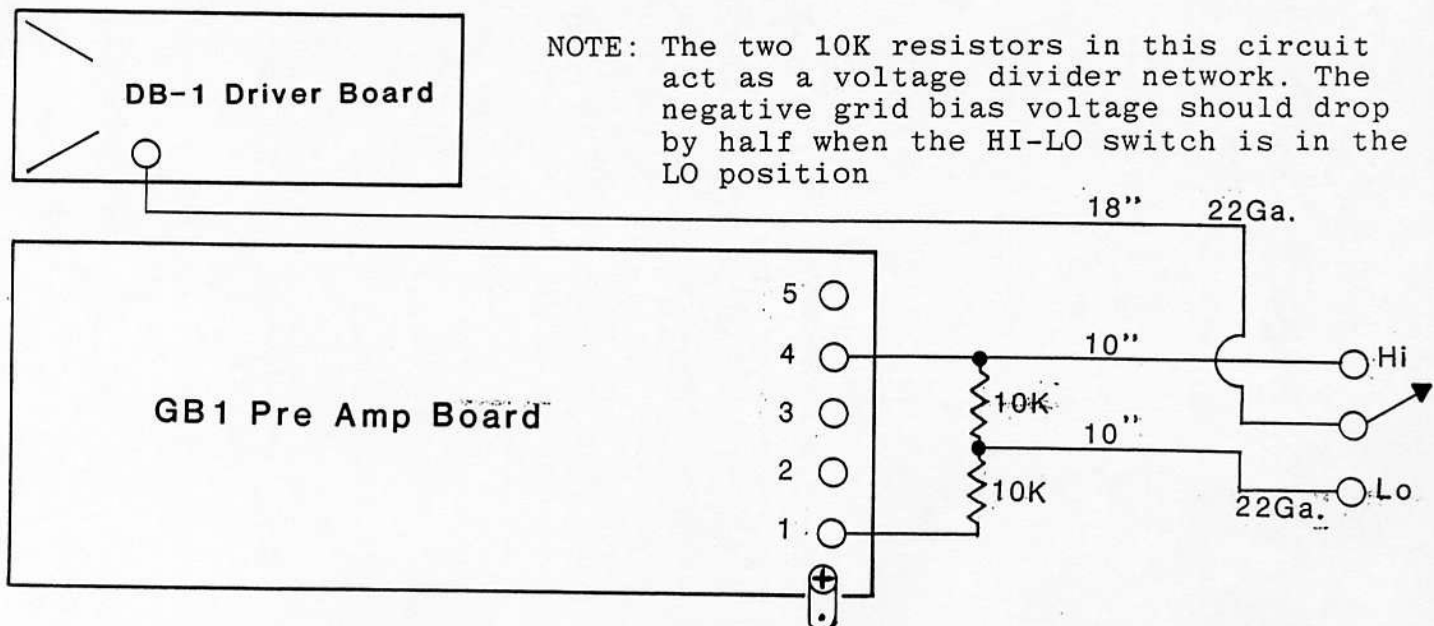 DB-1 Driver Board
NOTE: The two 10K resistors in this circuit
act as a voltage divider network. The
negative grid bias voltage should drop
by half when the HI-LO switch is in the
LO position
18" 22Ga.
5
4
10"
Hi
GB1 Pre Amp Board
3
10K
10"
2
10K
Lo
22Ga.
1